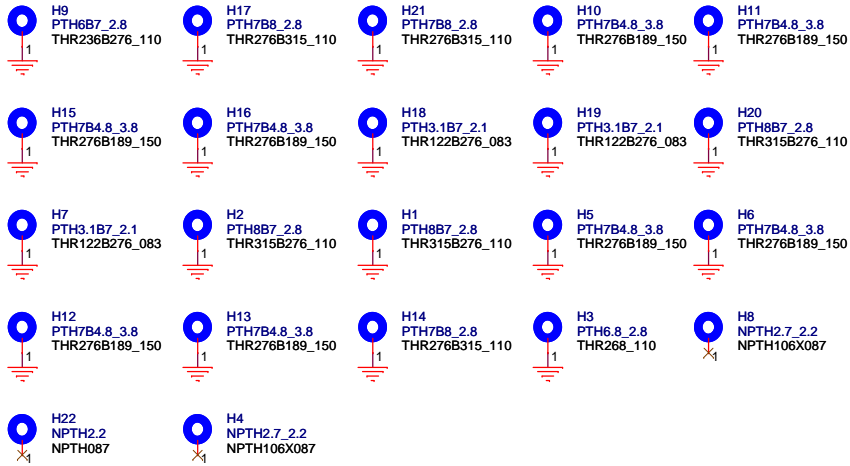 H9
PTH6B7_2.8
THR236B276_110
1
H17
PTH7B8_2.8
THR276B315_110
1
H21
PTH7B8_2.8
THR276B315_110
1
H10
PTH7B4.8_3.8
THR276B189_150
1
H11
PTH7B4.8_3.8
THR276B189_150
1
H15
PTH7B4.8_3.8
THR276B189_150
1
H16
PTH7B4.8_3.8
THR276B189_150
1
H18
PTH3.1B7_2.1
THR122B276_083
1
H19
PTH3.1B7_2.1
THR122B276_083
1
H20
PTH8B7_2.8
THR315B276_110
1
H7
PTH3.1B7_2.1
THR122B276_083
1
H2
PTH8B7_2.8
THR315B276_110
1
H1
PTH8B7_2.8
THR315B276_110
1
H5
PTH7B4.8_3.8
THR276B189_150
1
H6
PTH7B4.8_3.8
THR276B189_150
1
H12
PTH7B4.8_3.8
THR276B189_150
1
H13
PTH7B4.8_3.8
THR276B189_150
1
H14
PTH7B8_2.8
THR276B315_110
1
H3
PTH6.8_2.8
THR268_110
1
H8
NPTH2.7_2.2
NPTH106X087
1
H22
NPTH2.2
NPTH087
1
H4
NPTH2.7_2.2
NPTH106X087
1